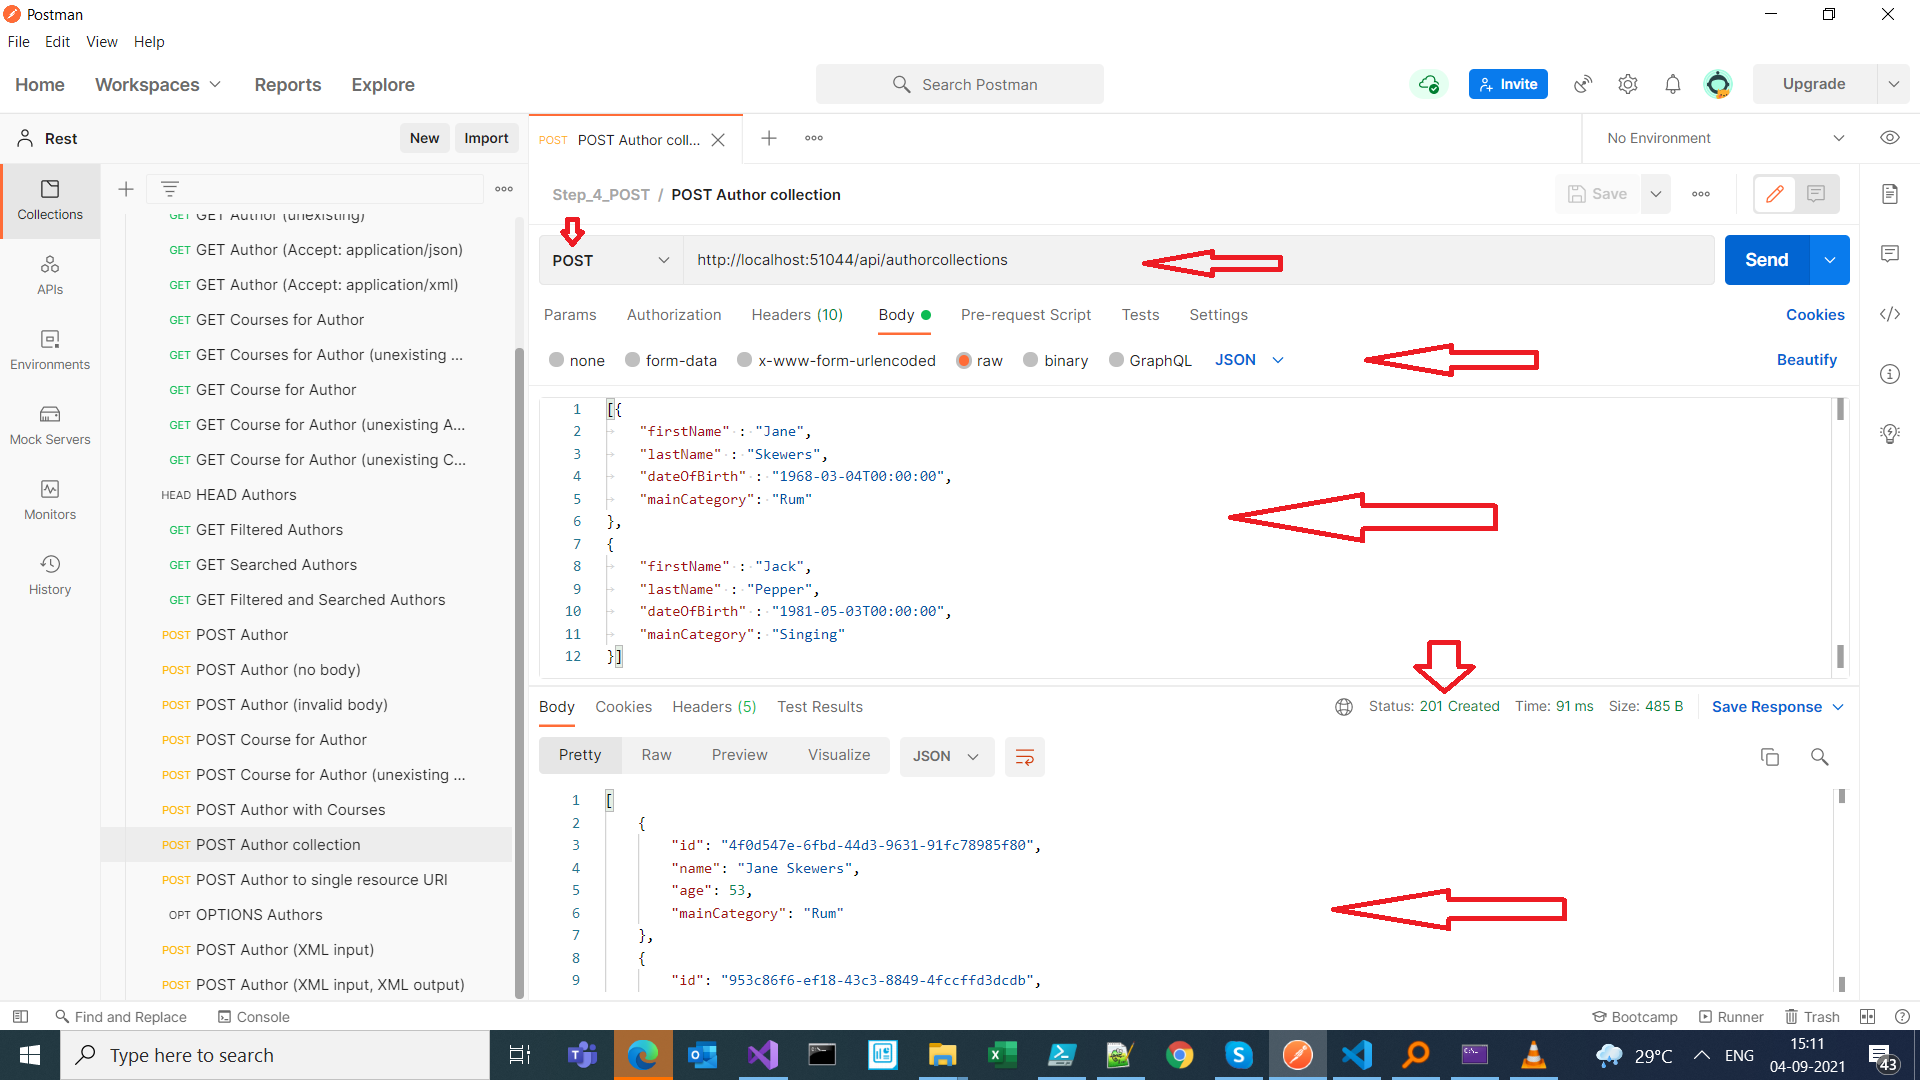 Postman
File Edit View Help
Home Workspaces Reports Explore Search Postman Invite Upgrade
Rest New Import POST POST Author coll... No Environment
Collections
APIs
Environments
Mock Servers
Monitors
History
GET GET Author (unexisting)
GET GET Author (Accept: application/json)
GET GET Author (Accept: application/xml)
GET GET Courses for Author
GET GET Courses for Author (unexisting ...
GET GET Course for Author
GET GET Course for Author (unexisting A...
GET GET Course for Author (unexisting C...
HEAD HEAD Authors
GET GET Filtered Authors
GET GET Searched Authors
GET GET Filtered and Searched Authors
POST POST Author
POST POST Author (no body)
POST POST Author (invalid body)
POST POST Course for Author
POST POST Course for Author (unexisting ...
POST POST Author with Courses
POST POST Author collection
POST POST Author to single resource URI
OPT OPTIONS Authors
POST POST Author (XML input)
POST POST Author (XML input, XML output)
Step_4_POST / POST Author collection Save
POST http://localhost:51044/api/authorcollections Send
Params Authorization Headers (10) Body Pre-request Script Tests Settings Cookies
none form-data x-www-form-urlencoded raw binary GraphQL JSON Beautify
1 [{
2 "firstName" : "Jane",
3 "lastName" : "Skewers",
4 "dateOfBirth" : "1968-03-04T00:00:00",
5 "mainCategory": "Rum"
6 },
7 {
8 "firstName" : "Jack",
9 "lastName" : "Pepper",
10 "dateOfBirth" : "1981-05-03T00:00:00",
11 "mainCategory": "Singing"
12 }]
Body Cookies Headers (5) Test Results Status: 201 Created Time: 91 ms Size: 485 B Save Response
Pretty Raw Preview Visualize JSON
1 [
2 {
3 "id": "4f0d547e-6fbd-44d3-9631-91fc78985f80",
4 "name": "Jane Skewers",
5 "age": 53,
6 "mainCategory": "Rum"
7 },
8 {
9 "id": "953c86f6-ef18-43c3-8849-4fccffd3dcdb",
Find and Replace Console Bootcamp Runner Trash
Type here to search 29°C ENG 15:11
04-09-2021 43